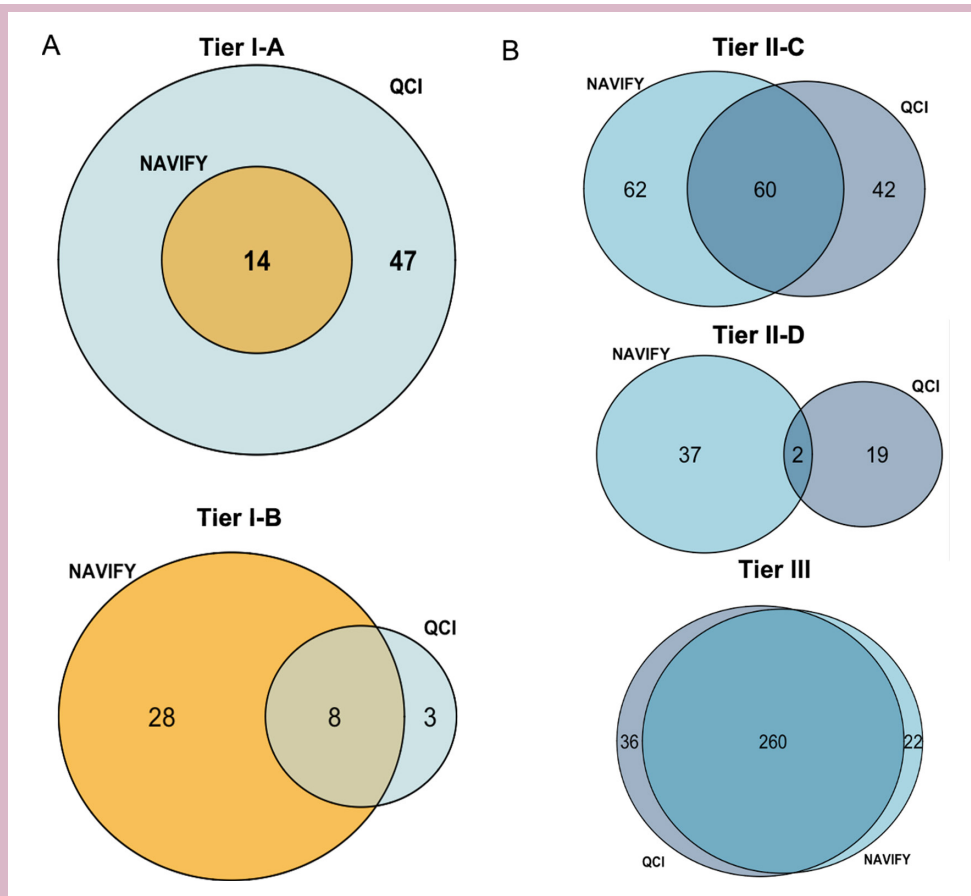 A
Tier I-A
QCI
NAVIFY
14
47
Tier I-B
NAVIFY
QCI
28
8
3
B
Tier II-C
NAVIFY
QCI
62
60
42
Tier II-D
NAVIFY
QCI
37
2
19
Tier III
36
260
22
QCI
NAVIFY